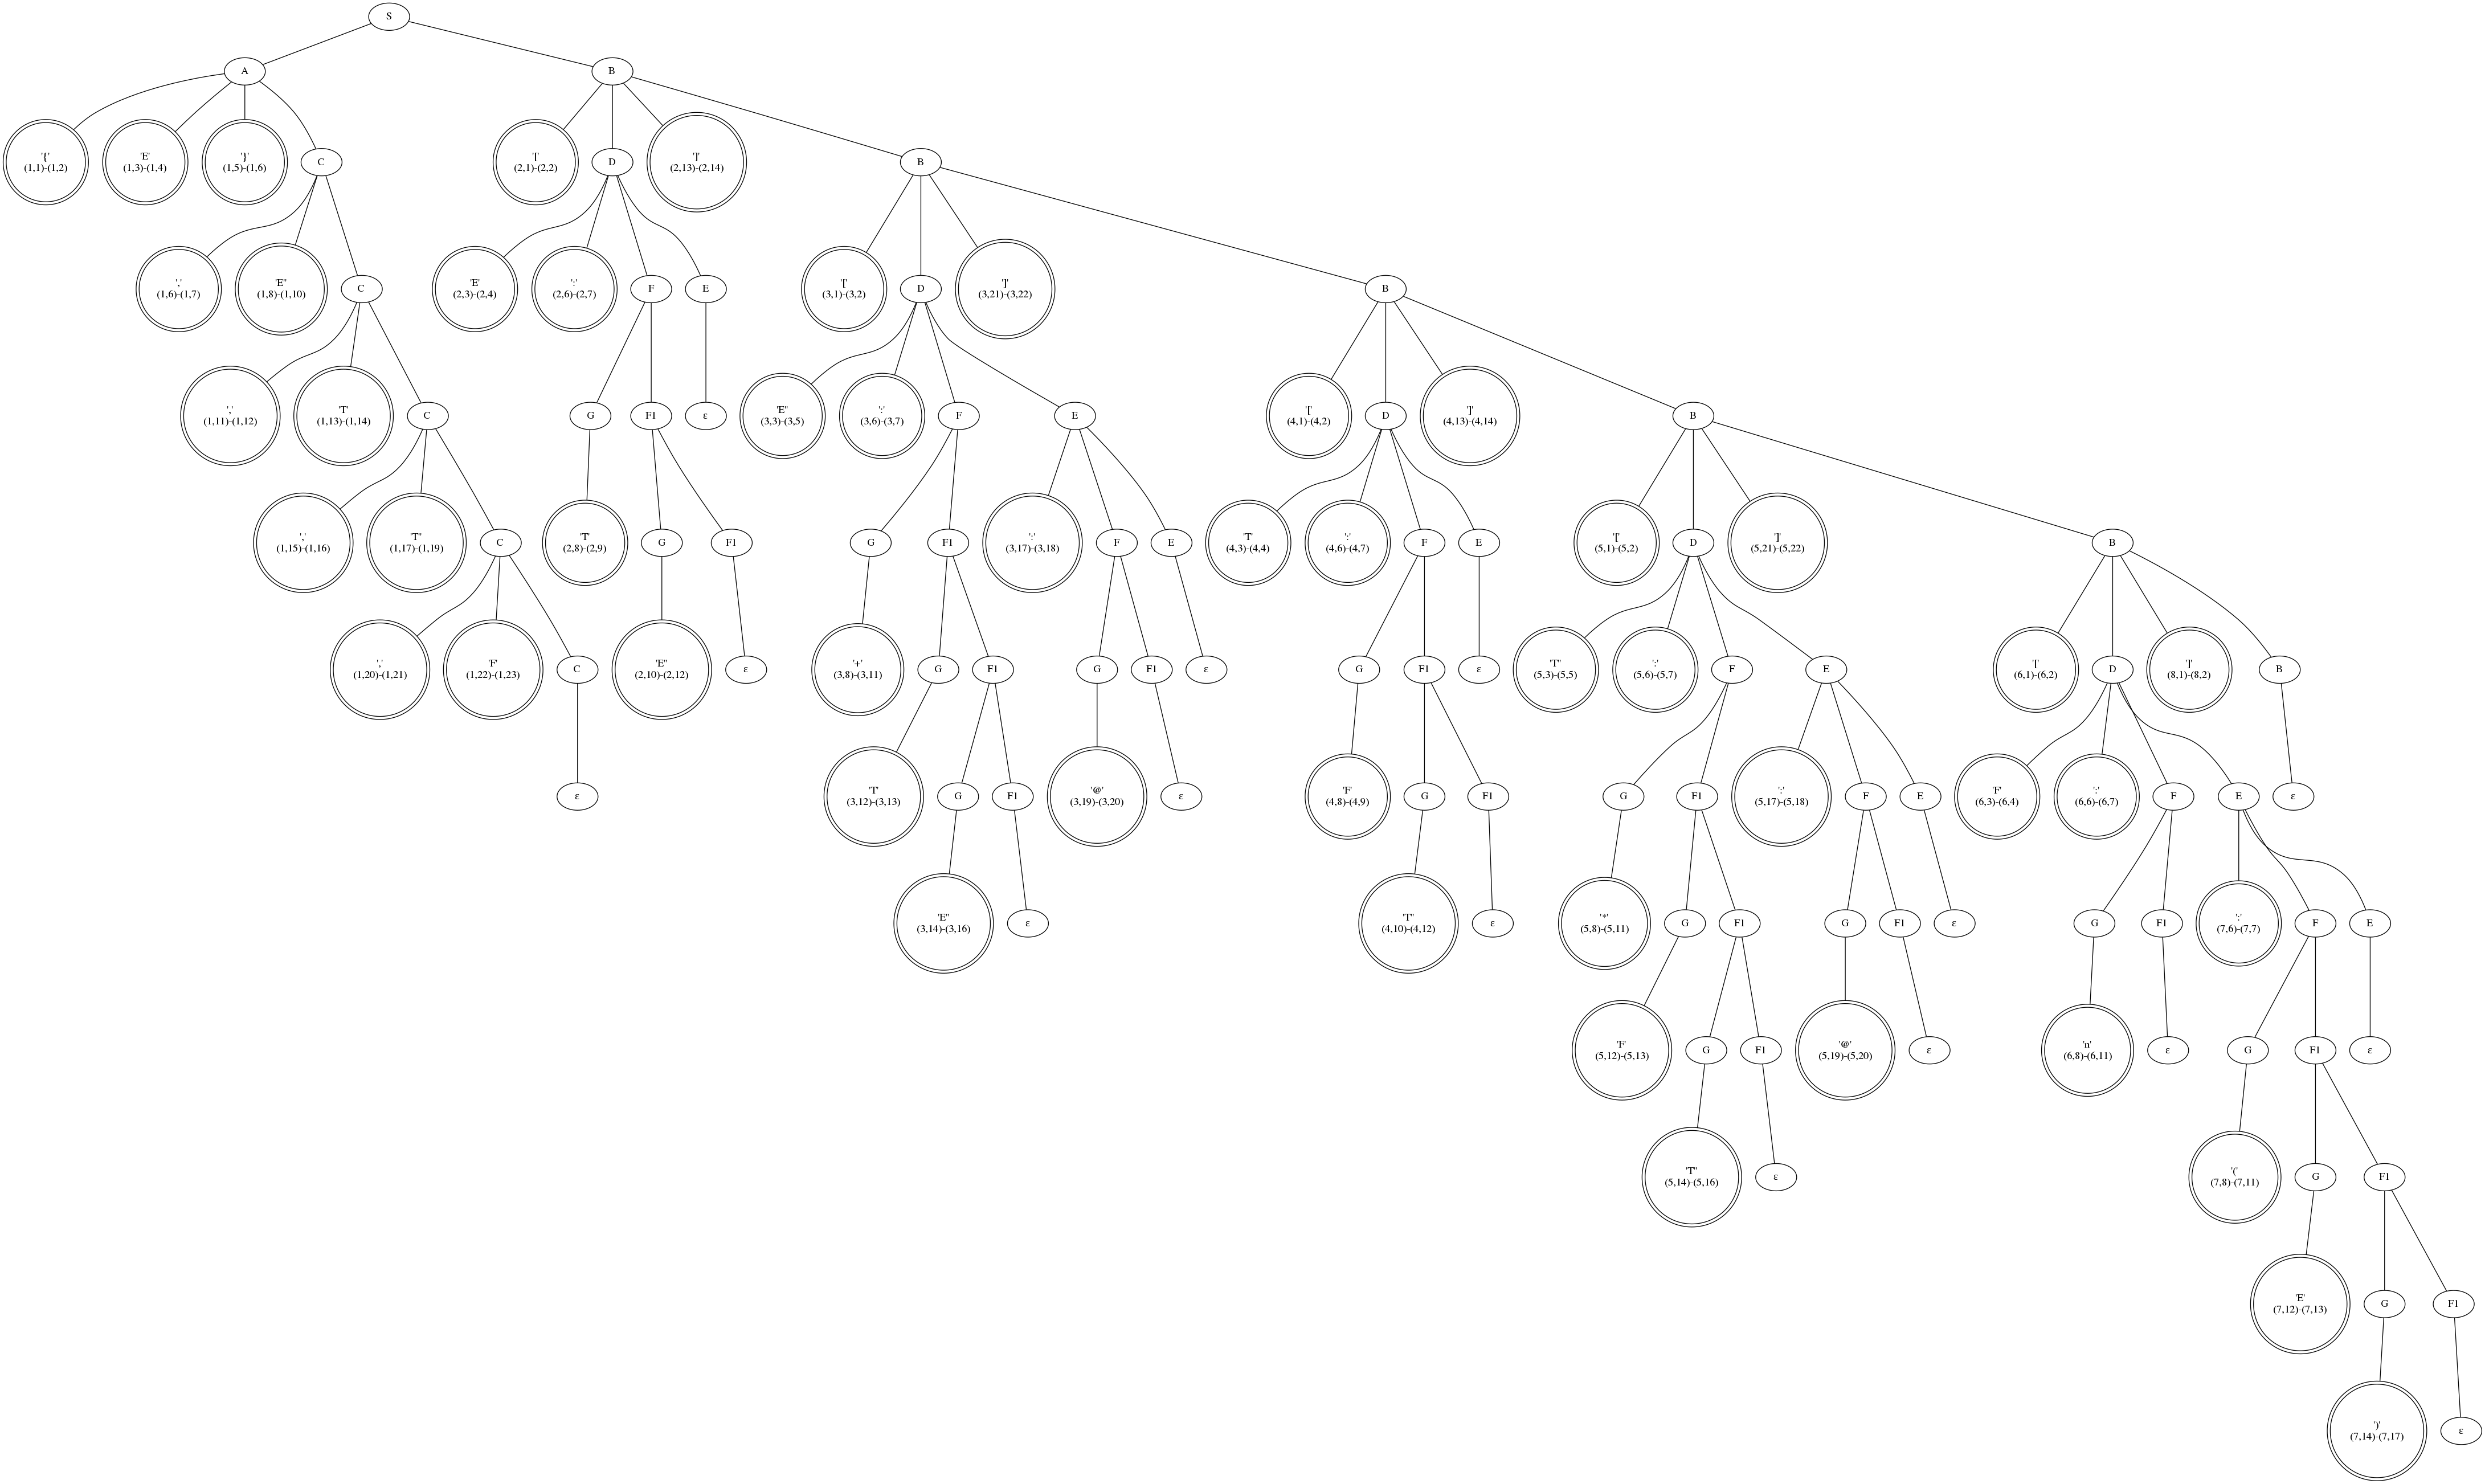 S
A
B
'{'
(1,1)-(1,2)
'E'
(1,3)-(1,4)
'}'
(1,5)-(1,6)
C
'['
(2,1)-(2,2)
D
']'
(2,13)-(2,14)
B
','
(1,6)-(1,7)
'E''
(1,8)-(1,10)
C
'E'
(2,3)-(2,4)
':'
(2,6)-(2,7)
F
E
'['
(3,1)-(3,2)
D
']'
(3,21)-(3,22)
B
','
(1,11)-(1,12)
'T'
(1,13)-(1,14)
C
G
F1
ε
'E''
(3,3)-(3,5)
':'
(3,6)-(3,7)
F
E
'['
(4,1)-(4,2)
D
']'
(4,13)-(4,14)
B
','
(1,15)-(1,16)
'T''
(1,17)-(1,19)
C
'T'
(2,8)-(2,9)
G
F1
G
F1
':'
(3,17)-(3,18)
F
E
'T'
(4,3)-(4,4)
':'
(4,6)-(4,7)
F
E
'['
(5,1)-(5,2)
D
']'
(5,21)-(5,22)
B
','
(1,20)-(1,21)
'F'
(1,22)-(1,23)
C
'E''
(2,10)-(2,12)
ε
'+'
(3,8)-(3,11)
G
F1
G
F1
ε
G
F1
ε
'T''
(5,3)-(5,5)
':'
(5,6)-(5,7)
F
E
'['
(6,1)-(6,2)
D
']'
(8,1)-(8,2)
B
ε
'T'
(3,12)-(3,13)
G
F1
'@'
(3,19)-(3,20)
ε
'F'
(4,8)-(4,9)
G
F1
G
F1
':'
(5,17)-(5,18)
F
E
'F'
(6,3)-(6,4)
':'
(6,6)-(6,7)
F
E
ε
'E''
(3,14)-(3,16)
ε
'T''
(4,10)-(4,12)
ε
'*'
(5,8)-(5,11)
G
F1
G
F1
ε
G
F1
':'
(7,6)-(7,7)
F
E
'F'
(5,12)-(5,13)
G
F1
'@'
(5,19)-(5,20)
ε
'n'
(6,8)-(6,11)
ε
G
F1
ε
'T''
(5,14)-(5,16)
ε
'('
(7,8)-(7,11)
G
F1
'E'
(7,12)-(7,13)
G
F1
')'
(7,14)-(7,17)
ε